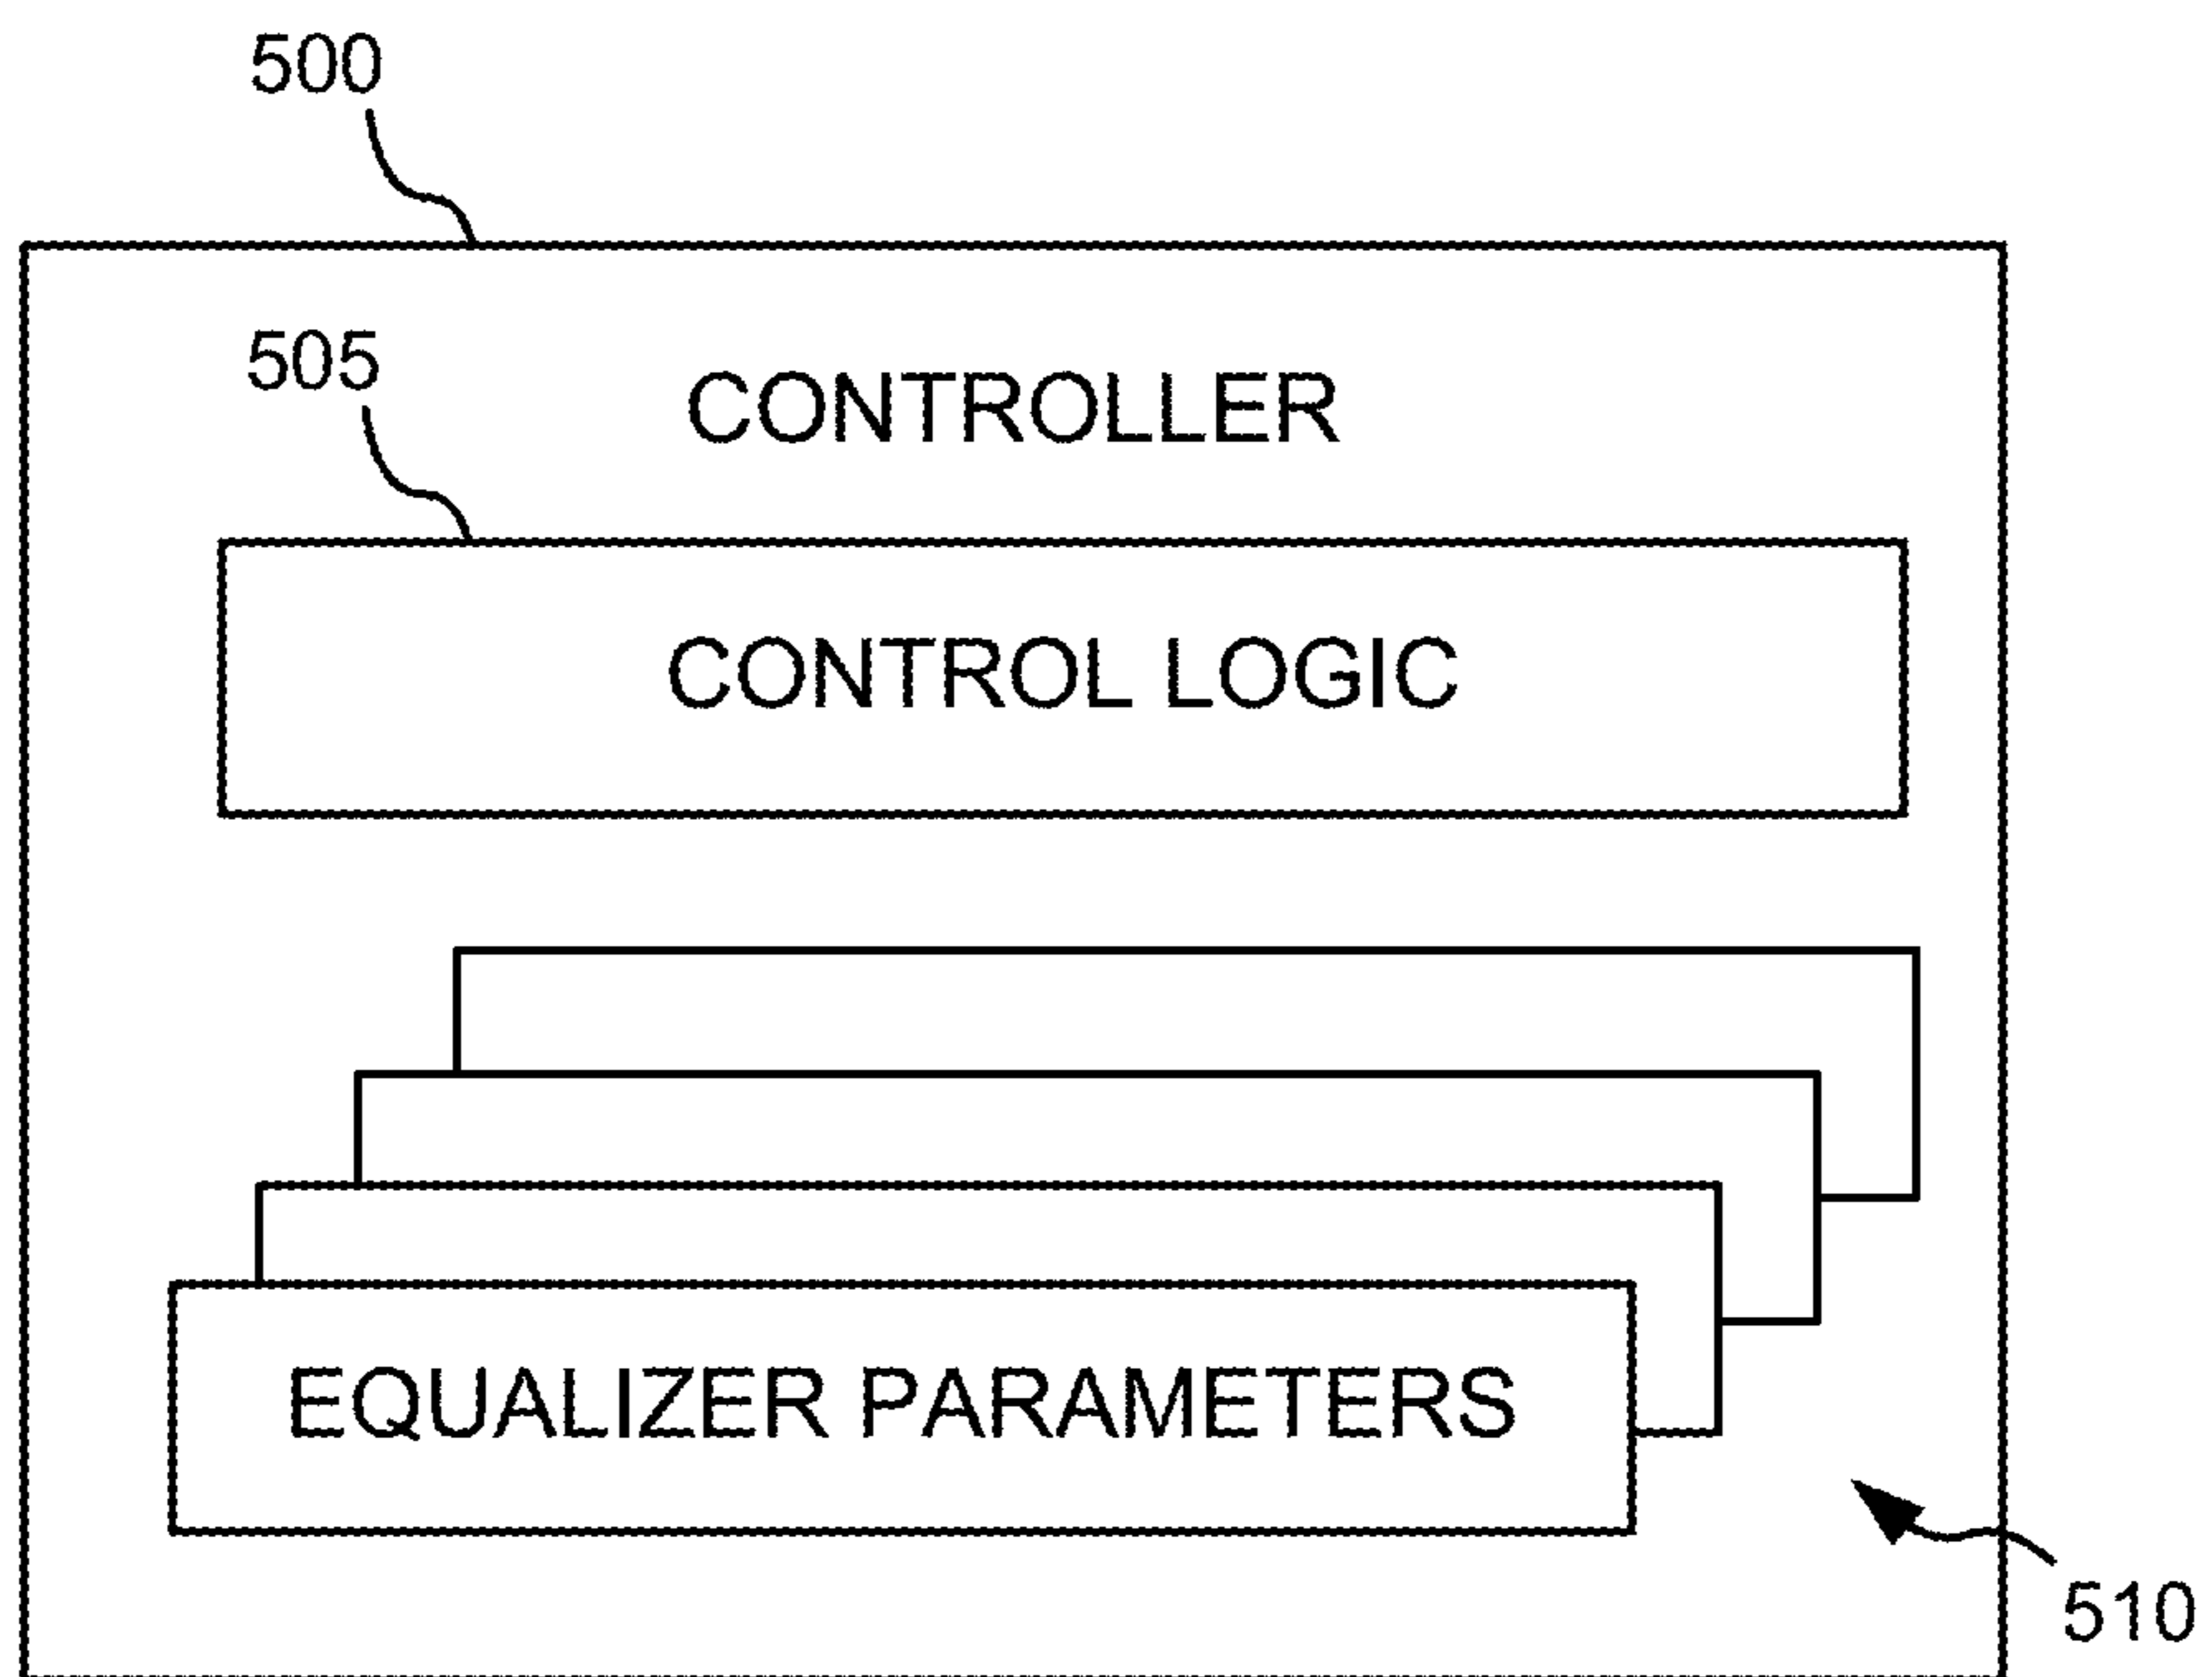 500
505
CONTROLLER
CONTROL LOGIC
EQUALIZER PARAMETERS
510